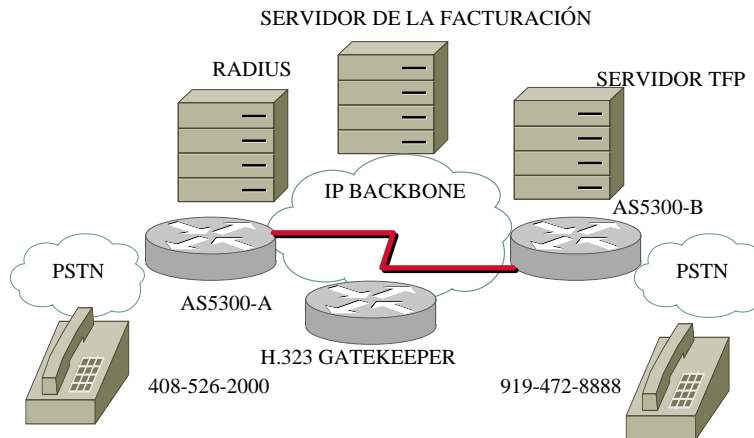 SERVIDOR DE LA FACTURACIÓN
RADIUS
SERVIDOR TFP
IP BACKBONE
AS5300-B
PSTN
PSTN
AS5300-A
H.323 GATEKEEPER
408-526-2000
919-472-8888